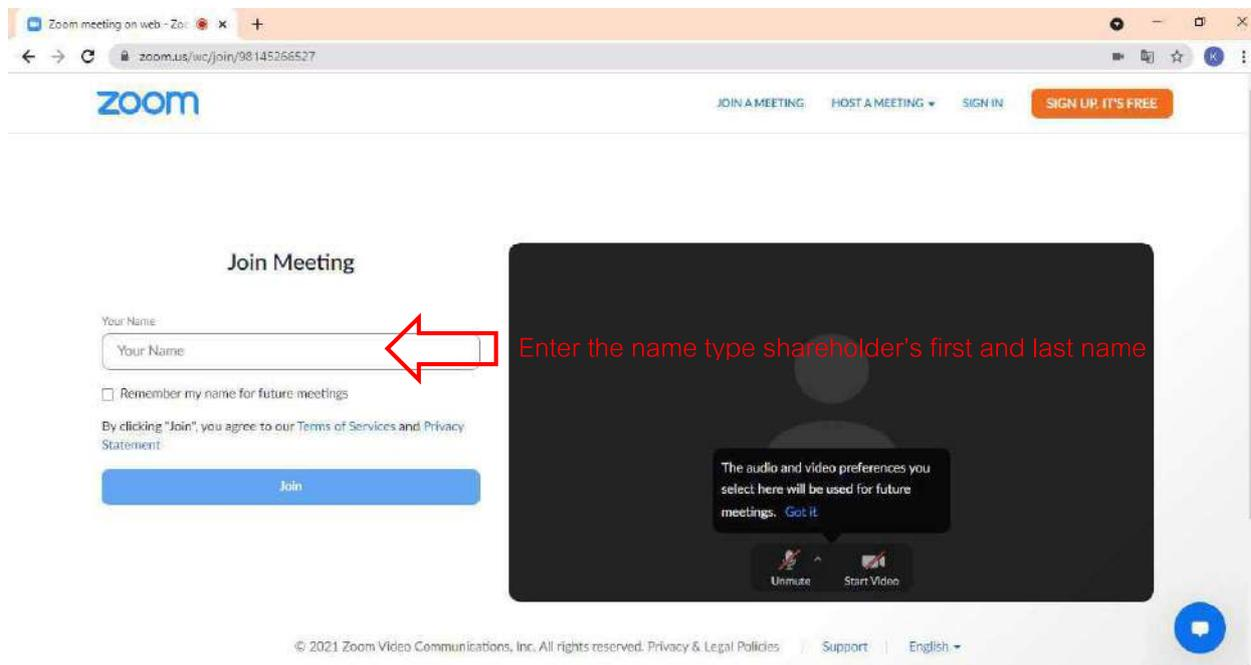 Zoom meeting on web - Zo
zoom.us/wc/join/98145266527
K
zoom
JOIN A MEETING HOST A MEETING SIGN IN SIGN UP, IT'S FREE
Join Meeting
Your Name
Your Name
Enter the name type shareholder's first and last name
Remember my name for future meetings
By clicking "Join", you agree to our Terms of Services and Privacy
Statement
Join
The audio and video preferences you
select here will be used for future
meetings. Got it
Unmute Start Video
© 2021 Zoom Video Communications, Inc. All rights reserved. Privacy & Legal Policies Support English